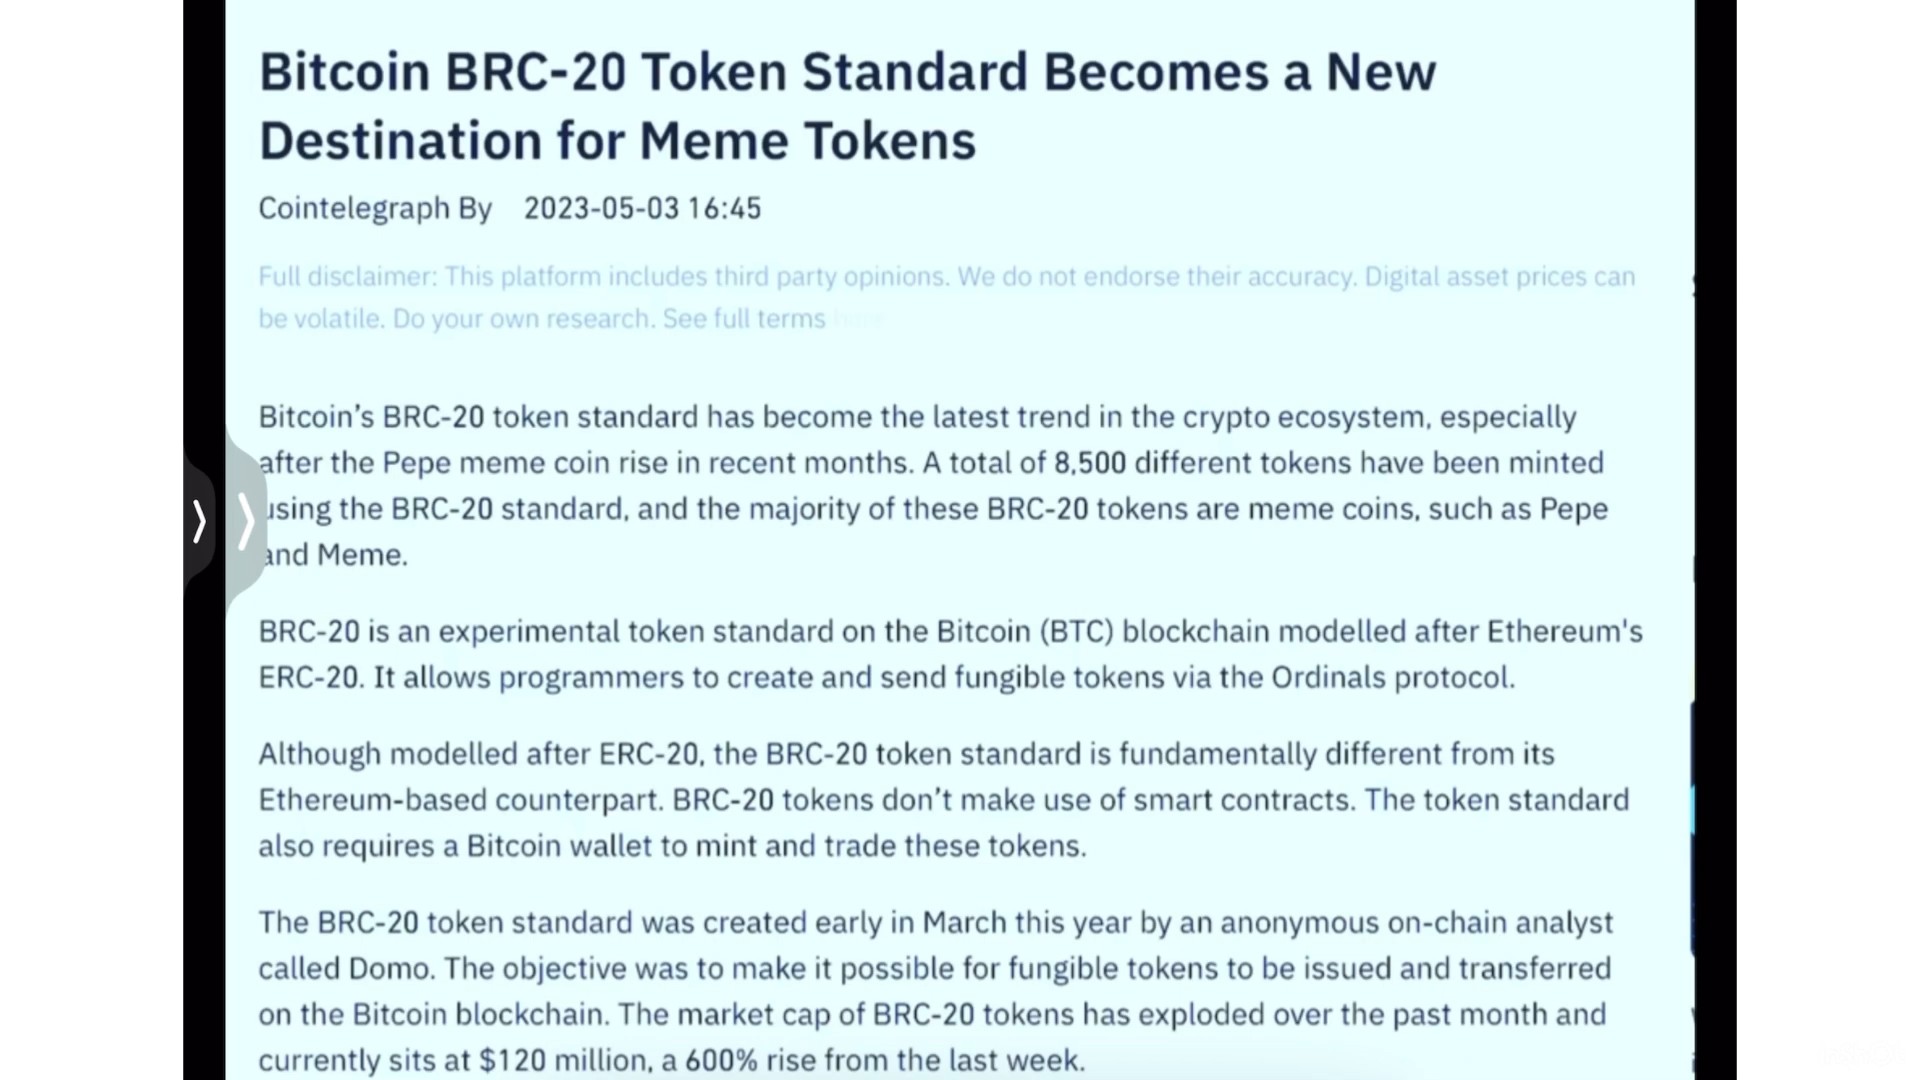 Bitcoin BRC-20 Token Standard Becomes a New
Destination for Meme Tokens
Cointelegraph By 2023-05-03 16:45
Full disclaimer: This platform includes third party opinions. We do not endorse their accuracy. Digital asset prices can
be volatile. Do your own research. See full terms here
Bitcoin's BRC-20 token standard has become the latest trend in the crypto ecosystem, especially
after the Pepe meme coin rise in recent months. A total of 8,500 different tokens have been minted
using the BRC-20 standard, and the majority of these BRC-20 tokens are meme coins, such as Pepe
and Meme.
BRC-20 is an experimental token standard on the Bitcoin (BTC) blockchain modelled after Ethereum's
ERC-20. It allows programmers to create and send fungible tokens via the Ordinals protocol.
Although modelled after ERC-20, the BRC-20 token standard is fundamentally different from its
Ethereum-based counterpart. BRC-20 tokens don't make use of smart contracts. The token standard
also requires a Bitcoin wallet to mint and trade these tokens.
The BRC-20 token standard was created early in March this year by an anonymous on-chain analyst
called Domo. The objective was to make it possible for fungible tokens to be issued and transferred
on the Bitcoin blockchain. The market cap of BRC-20 tokens has exploded over the past month and
currently sits at $120 million, a 600% rise from the last week.